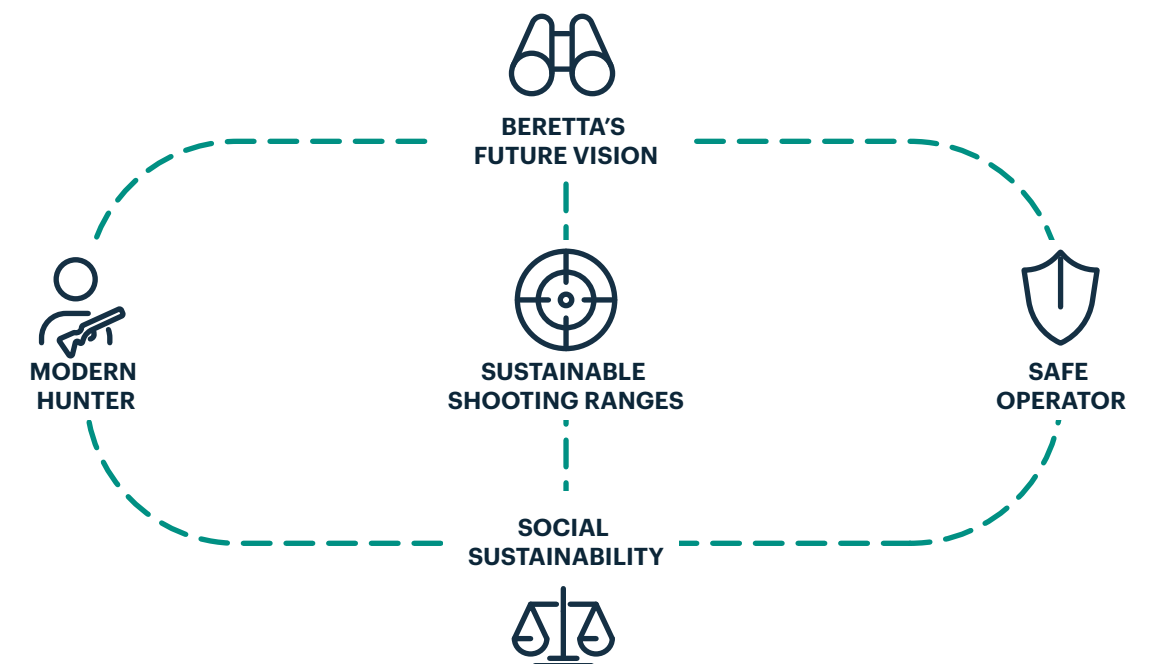 BERETTA’S
FUTURE VISION
MODERN
HUNTER
SUSTAINABLE
SHOOTING RANGES
SAFE
OPERATOR
SOCIAL
SUSTAINABILITY